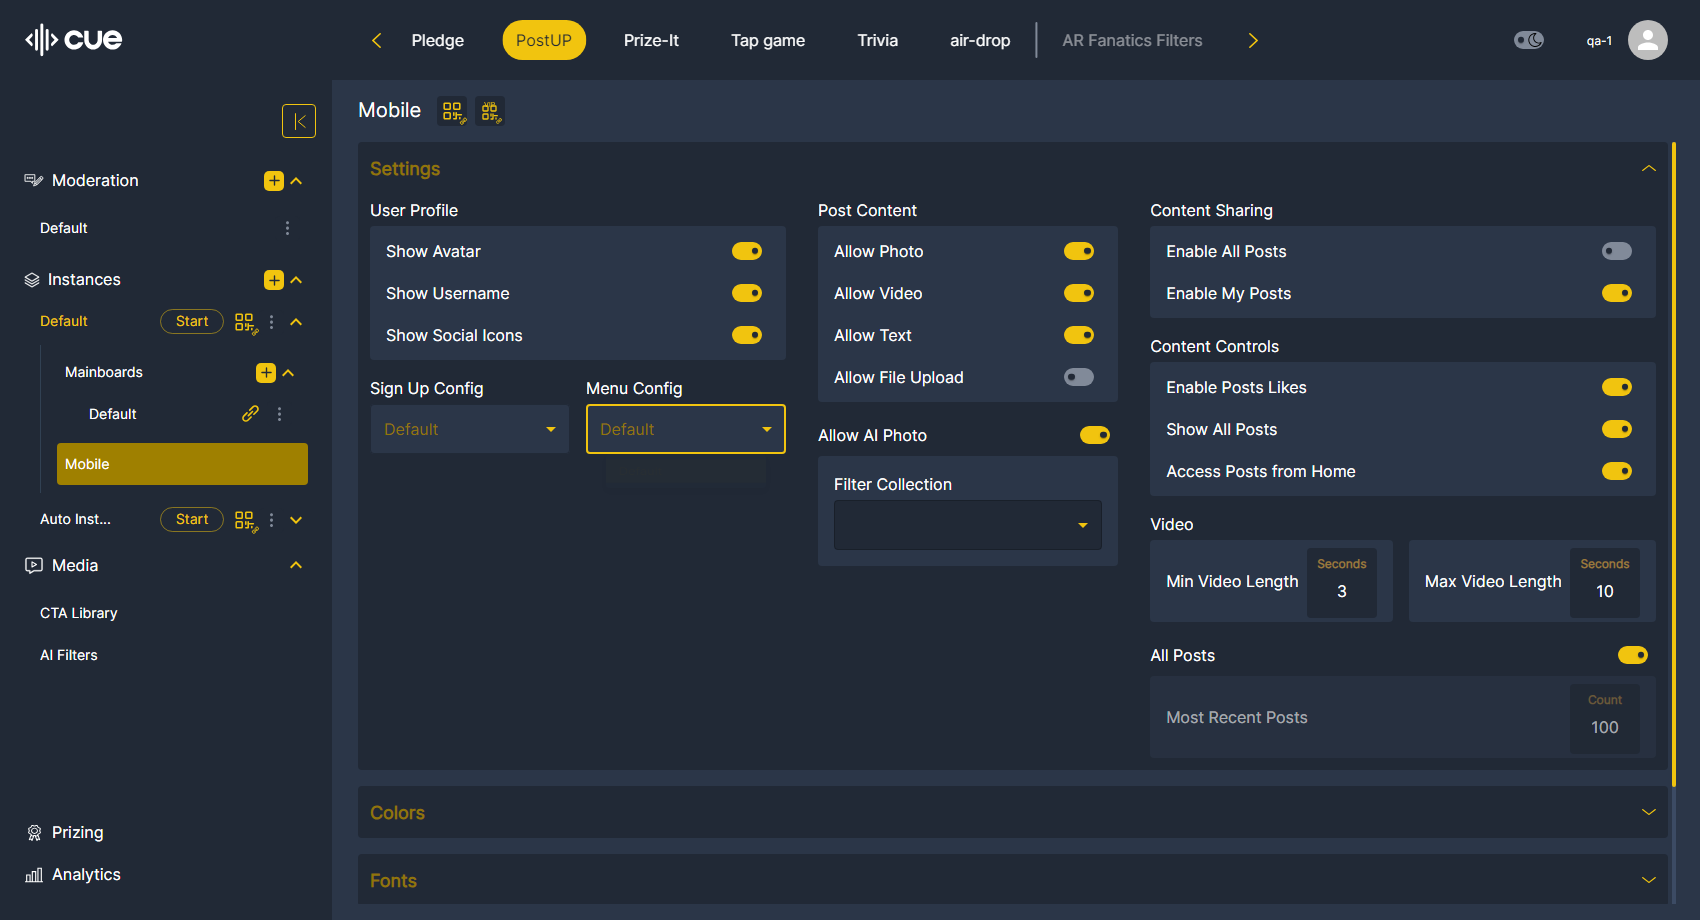 cue
Pledge
PostUP
Prize-It
Tap game
Trivia
air-drop
AR Fanatics Filters
qa-1
Mobile
VIP
Moderation
Default
Instances
Default
Start
Mainboards
Default
Mobile
Auto Inst...
Start
Media
CTA Library
AI Filters
Prizing
Analytics
Settings
User Profile
Show Avatar
Show Username
Show Social Icons
Sign Up Config
Default
Menu Config
Default
Post Content
Allow Photo
Allow Video
Allow Text
Allow File Upload
Allow AI Photo
Filter Collection
Content Sharing
Enable All Posts
Enable My Posts
Content Controls
Enable Posts Likes
Show All Posts
Access Posts from Home
Video
Min Video Length
Seconds
3
Max Video Length
Seconds
10
All Posts
Most Recent Posts
Count
100
Colors
Fonts